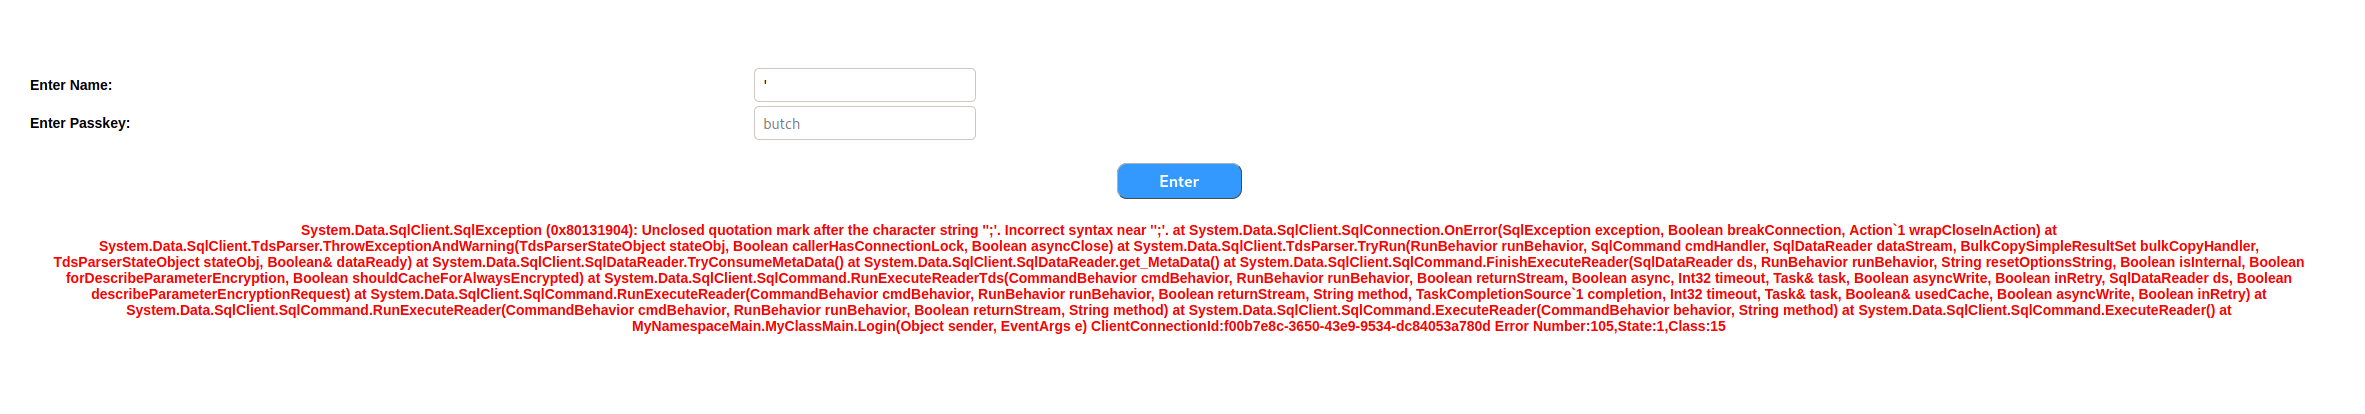 Enter Name:
'
Enter Passkey:
butch
Enter
System.Data.SqlClient.SqlException (0x80131904): Unclosed quotation mark after the character string '';'. Incorrect syntax near '';'. at System.Data.SqlClient.SqlConnection.OnError(SqlException exception, Boolean breakConnection, Action`1 wrapCloseInAction) at
System.Data.SqlClient.TdsParser.ThrowExceptionAndWarning(TdsParserStateObject stateObj, Boolean callerHasConnectionLock, Boolean asyncClose) at System.Data.SqlClient.TdsParser.TryRun(RunBehavior runBehavior, SqlCommand cmdHandler, SqlDataReader dataStream, BulkCopySimpleResultSet bulkCopyHandler,
TdsParserStateObject stateObj, Boolean& dataReady) at System.Data.SqlClient.SqlDataReader.TryConsumeMetaData() at System.Data.SqlClient.SqlDataReader.get_MetaData() at System.Data.SqlClient.SqlCommand.FinishExecuteReader(SqlDataReader ds, RunBehavior runBehavior, String resetOptionsString, Boolean isInternal, Boolean
forDescribeParameterEncryption, Boolean shouldCacheForAlwaysEncrypted) at System.Data.SqlClient.SqlCommand.RunExecuteReaderTds(CommandBehavior cmdBehavior, RunBehavior runBehavior, Boolean returnStream, Boolean async, Int32 timeout, Task& task, Boolean asyncWrite, Boolean inRetry, SqlDataReader ds, Boolean
describeParameterEncryptionRequest) at System.Data.SqlClient.SqlCommand.RunExecuteReader(CommandBehavior cmdBehavior, RunBehavior runBehavior, Boolean returnStream, String method, TaskCompletionSource`1 completion, Int32 timeout, Task& task, Boolean& usedCache, Boolean asyncWrite, Boolean inRetry) at
System.Data.SqlClient.SqlCommand.RunExecuteReader(CommandBehavior cmdBehavior, RunBehavior runBehavior, Boolean returnStream, String method) at System.Data.SqlClient.SqlCommand.ExecuteReader(CommandBehavior behavior, String method) at System.Data.SqlClient.SqlCommand.ExecuteReader() at
MyNamespaceMain.MyClassMain.Login(Object sender, EventArgs e) ClientConnectionId:f00b7e8c-3650-43e9-9534-dc84053a780d Error Number:105,State:1,Class:15